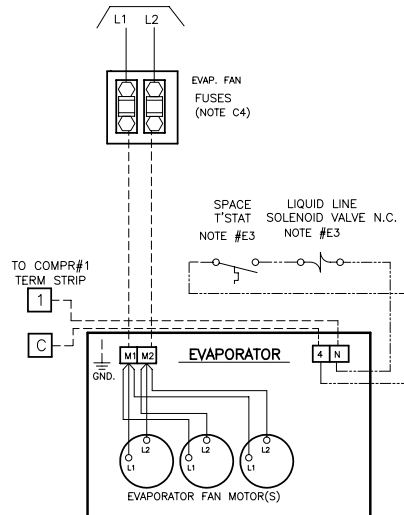 L1 L2
EVAP. FAN
FUSES
(NOTE C4)
SPACE
T'STAT
NOTE #E3
LIQUID LINE
SOLENOID VALVE N.C.
NOTE #E3
TO COMPR#1
TERM STRIP
1
C
GND.
M1 M2
EVAPORATOR
4 N
L2 L2 L2
L1 L1 L1
EVAPORATOR FAN MOTOR(S)